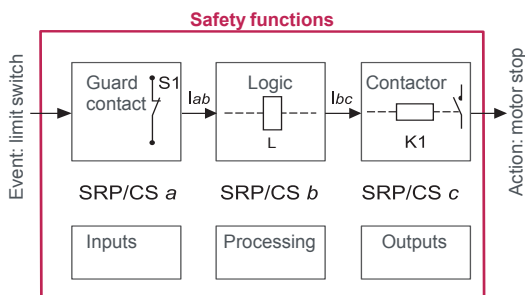 Safety functions
Event: limit switch
Guard
contact
S1
Iab
Logic
L
Ibc
Contactor
K1
Action: motor stop
SRP/CS a
SRP/CS b
SRP/CS c
Inputs
Processing
Outputs